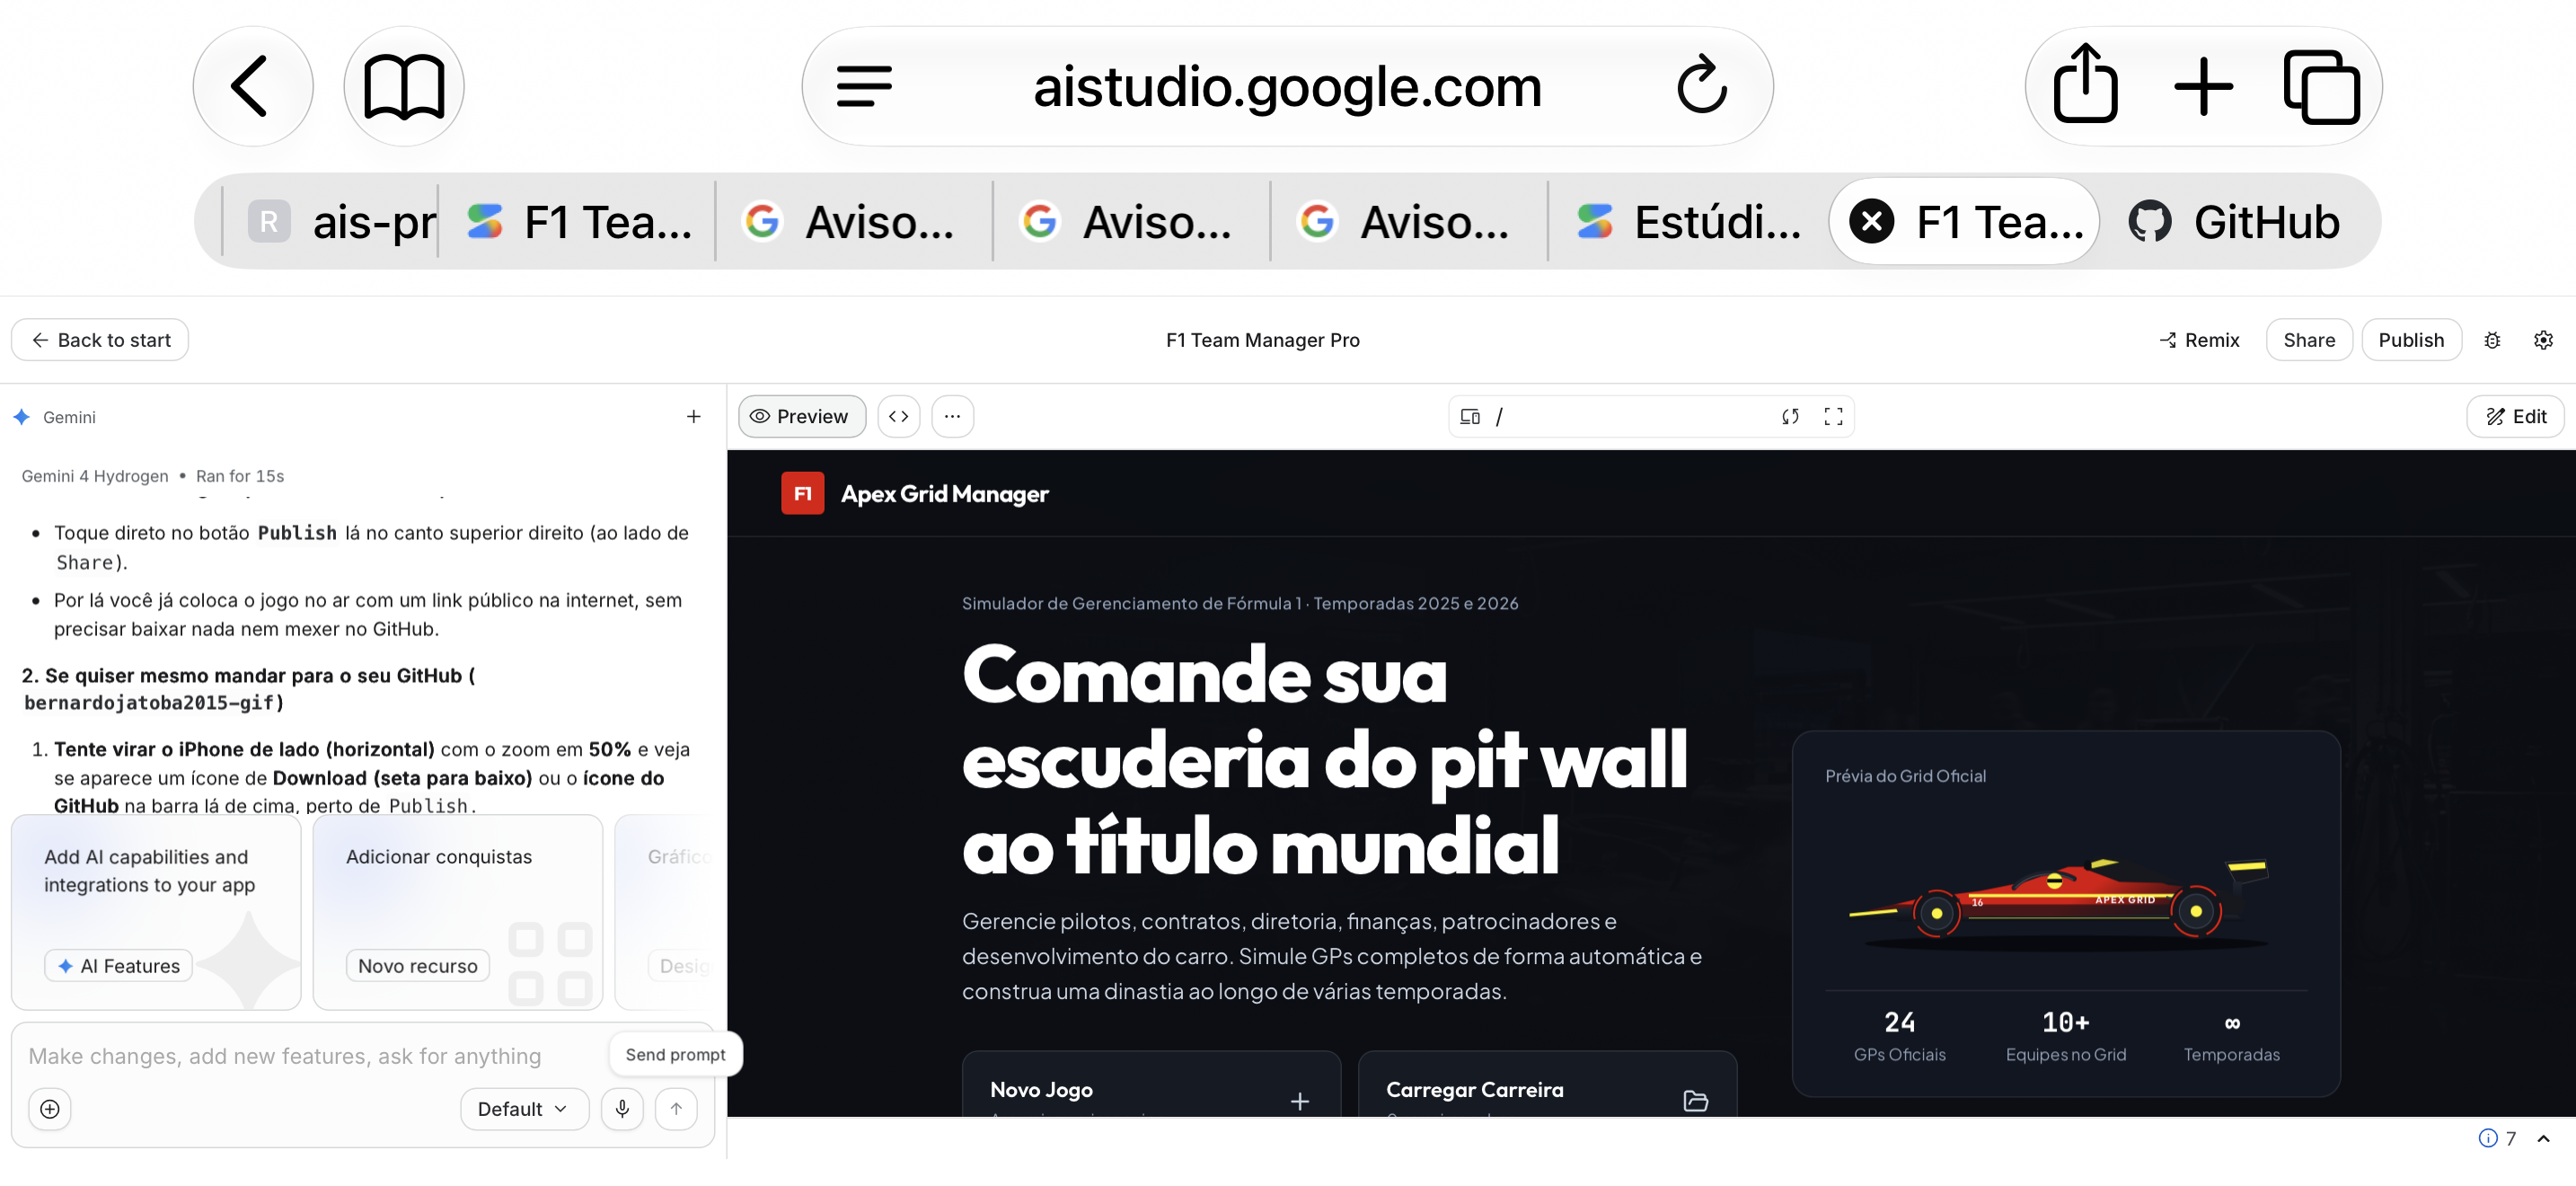 aistudio.google.com
R ais-pr
F1 Tea...
Aviso...
Aviso...
Aviso...
Estúdi...
F1 Tea...
GitHub
Back to start
F1 Team Manager Pro
Remix
Share
Publish
Gemini
Preview
/
Edit
Gemini 4 Hydrogen • Ran for 15s
• Toque direto no botão Publish lá no canto superior direito (ao lado de
Share).
• Por lá você já coloca o jogo no ar com um link público na internet, sem
precisar baixar nada nem mexer no GitHub.
2. Se quiser mesmo mandar para o seu GitHub (
bernardojatoba2015-gif)
1. Tente virar o iPhone de lado (horizontal) com o zoom em 50% e veja
se aparece um ícone de Download (seta para baixo) ou o ícone do
GitHub na barra lá de cima, perto de Publish.
Add AI capabilities and
integrations to your app
AI Features
Adicionar conquistas
Novo recurso
Gráfico
Desig
Make changes, add new features, ask for anything
Send prompt
Default
F1 Apex Grid Manager
Simulador de Gerenciamento de Fórmula 1 · Temporadas 2025 e 2026
Comande sua
escuderia do pit wall
ao título mundial
Gerencie pilotos, contratos, diretoria, finanças, patrocinadores e
desenvolvimento do carro. Simule GPs completos de forma automática e
construa uma dinastia ao longo de várias temporadas.
Novo Jogo
Carregar Carreira
Prévia do Grid Oficial
16
APEX GRID
24
GPs Oficiais
10+
Equipes no Grid
∞
Temporadas
7